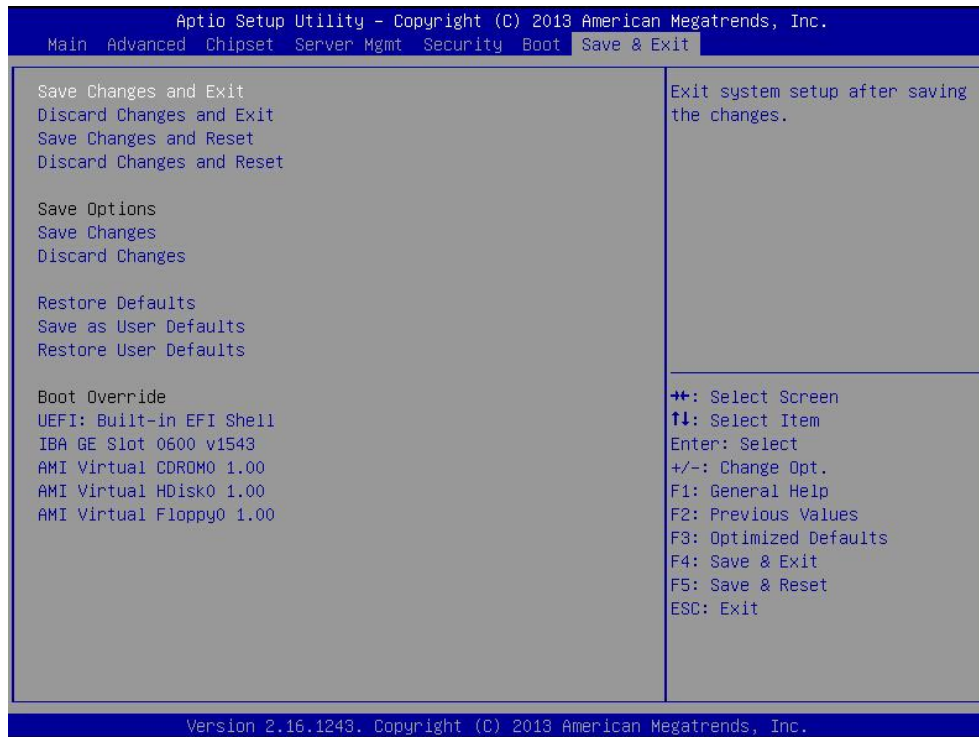 Aptio Setup Utility – Copyright (C) 2013 American Megatrends, Inc.
Main Advanced Chipset Server Mgmt Security Boot Save & Exit
Save Changes and Exit
Discard Changes and Exit
Save Changes and Reset
Discard Changes and Reset
Save Options
Save Changes
Discard Changes
Restore Defaults
Save as User Defaults
Restore User Defaults
Boot Override
UEFI: Built-in EFI Shell
IBA GE Slot 0600 v1543
AMI Virtual CDROM0 1.00
AMI Virtual HDisk0 1.00
AMI Virtual Floppy0 1.00
Exit system setup after saving
the changes.
→←: Select Screen
↑↓: Select Item
Enter: Select
+/-: Change Opt.
F1: General Help
F2: Previous Values
F3: Optimized Defaults
F4: Save & Exit
F5: Save & Reset
ESC: Exit
Version 2.16.1243. Copyright (C) 2013 American Megatrends, Inc.